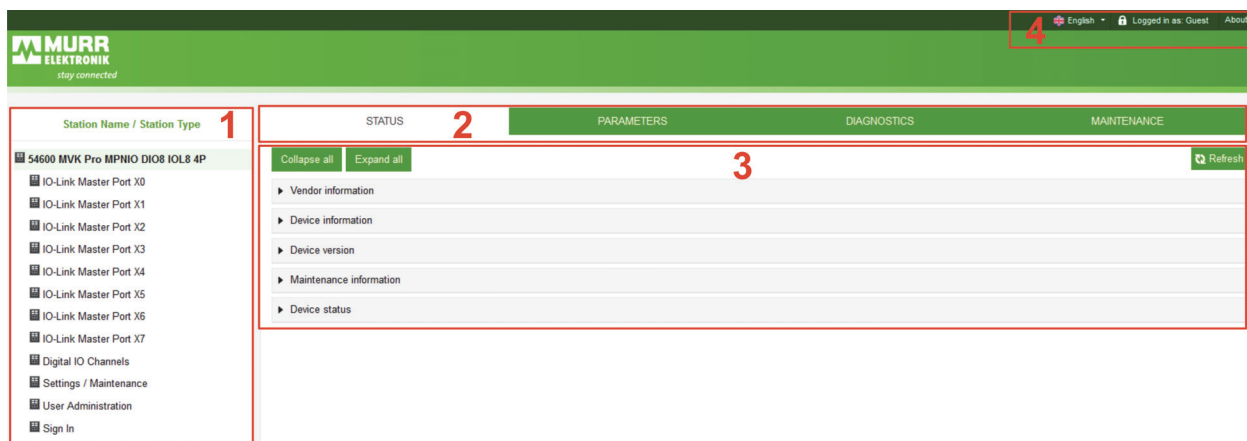 4 English Logged in as: Guest About
MURR
ELEKTRONIK
stay connected
Station Name / Station Type 1
STATUS 2 PARAMETERS DIAGNOSTICS MAINTENANCE
54600 MVK Pro MPNIO DIO8 IOL8 4P
IO-Link Master Port X0
IO-Link Master Port X1
IO-Link Master Port X2
IO-Link Master Port X3
IO-Link Master Port X4
IO-Link Master Port X5
IO-Link Master Port X6
IO-Link Master Port X7
Digital IO Channels
Settings / Maintenance
User Administration
Sign In
Collapse all Expand all 3 Refresh
Vendor information
Device information
Device version
Maintenance information
Device status